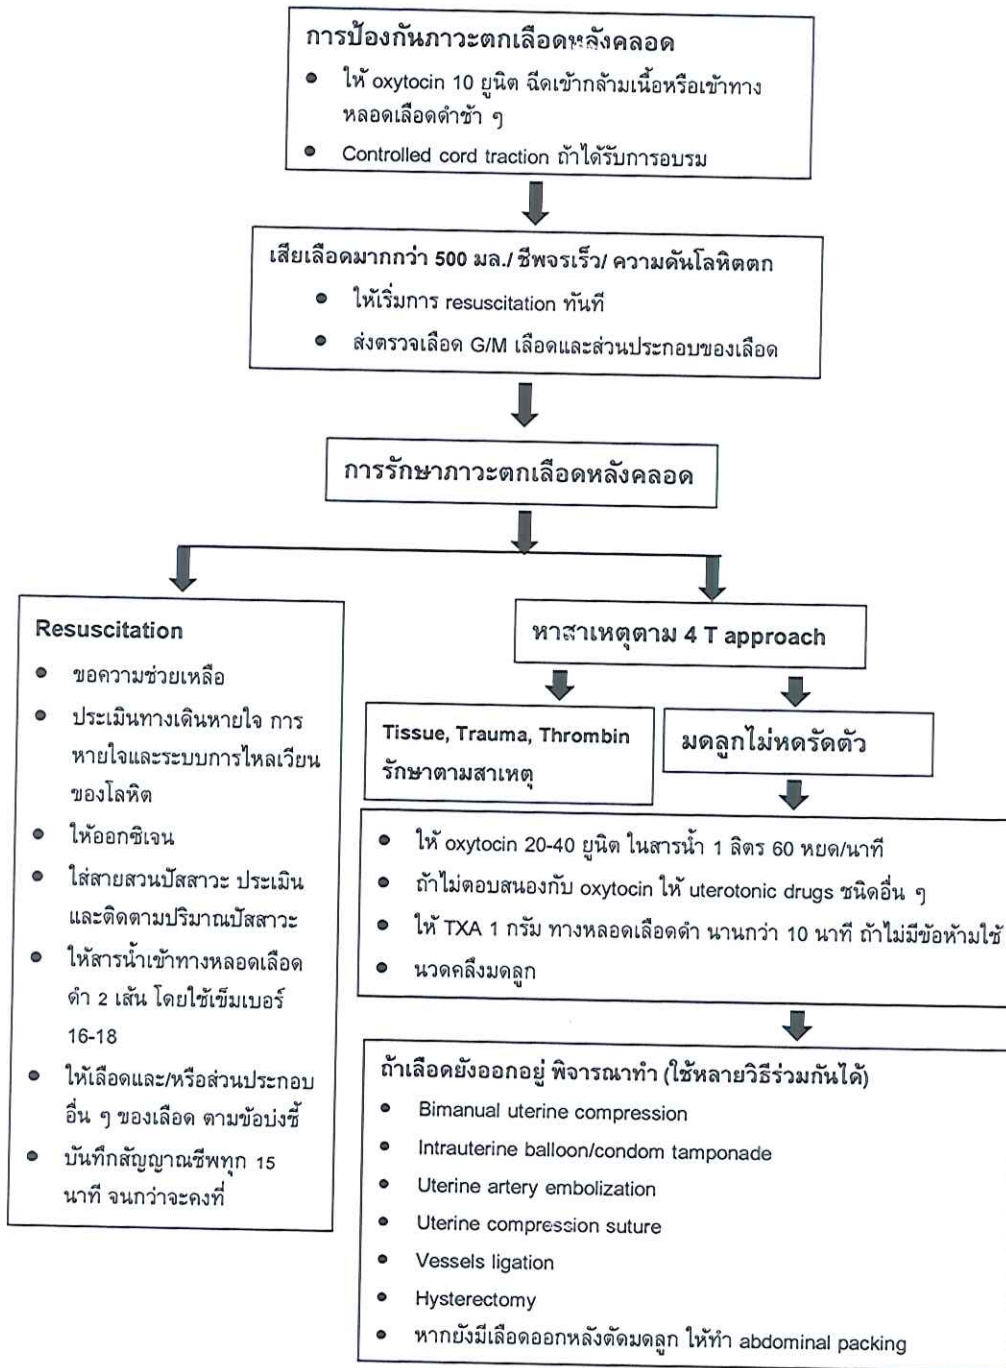 การป้องกันภาวะตกเลือดหลังคลอด
● ให้ oxytocin 10 ยูนิต ฉีดเข้ากล้ามเนื้อหรือเข้าทาง
หลอดเลือดดำช้า ๆ
● Controlled cord traction ถ้าได้รับการอบรม
เสียเลือดมากกว่า 500 มล./ ชีพจรเร็ว/ ความดันโลหิตตก
● ให้เริ่มการ resuscitation ทันที
● ส่งตรวจเลือด G/M เลือดและส่วนประกอบของเลือด
การรักษาภาวะตกเลือดหลังคลอด
Resuscitation
● ขอความช่วยเหลือ
● ประเมินทางเดินหายใจ การ
หายใจและระบบการไหลเวียน
ของโลหิต
● ให้ออกซิเจน
● ใส่สายสวนปัสสาวะ ประเมิน
และติดตามปริมาณปัสสาวะ
● ให้สารน้ำเข้าทางหลอดเลือด
ดำ 2 เส้น โดยใช้เข็มเบอร์
16-18
● ให้เลือดและ/หรือส่วนประกอบ
อื่น ๆ ของเลือด ตามข้อบ่งชี้
● บันทึกสัญญาณชีพทุก 15
นาที จนกว่าจะคงที่
หาสาเหตุตาม 4 T approach
Tissue, Trauma, Thrombin
รักษาตามสาเหตุ
มดลูกไม่หดรัดตัว
● ให้ oxytocin 20-40 ยูนิต ในสารน้ำ 1 ลิตร 60 หยด/นาที
● ถ้าไม่ตอบสนองกับ oxytocin ให้ uterotonic drugs ชนิดอื่น ๆ
● ให้ TXA 1 กรัม ทางหลอดเลือดดำ นานกว่า 10 นาที ถ้าไม่มีข้อห้ามใช้
● นวดคลึงมดลูก
ถ้าเลือดยังออกอยู่ พิจารณาทำ (ใช้หลายวิธีร่วมกันได้)
● Bimanual uterine compression
● Intrauterine balloon/condom tamponade
● Uterine artery embolization
● Uterine compression suture
● Vessels ligation
● Hysterectomy
● หากยังมีเลือดออกหลังตัดมดลูก ให้ทำ abdominal packing